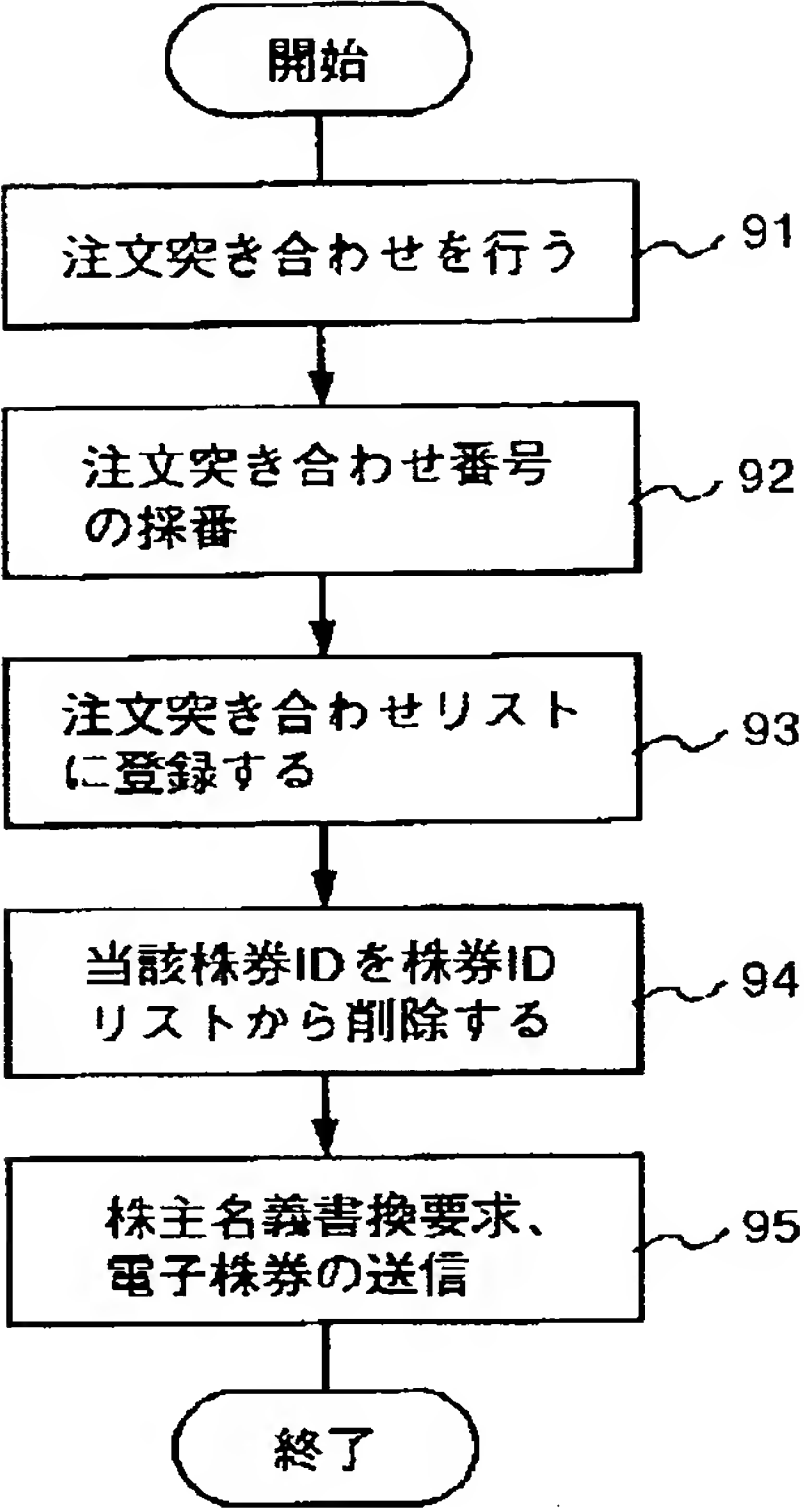 開始
注文突き合わせを行う
91
注文突き合わせ番号
の採番
92
注文突き合わせリスト
に登録する
93
当該株券IDを株券ID
リストから削除する
94
株主名義書換要求、
電子株券の送信
95
終了